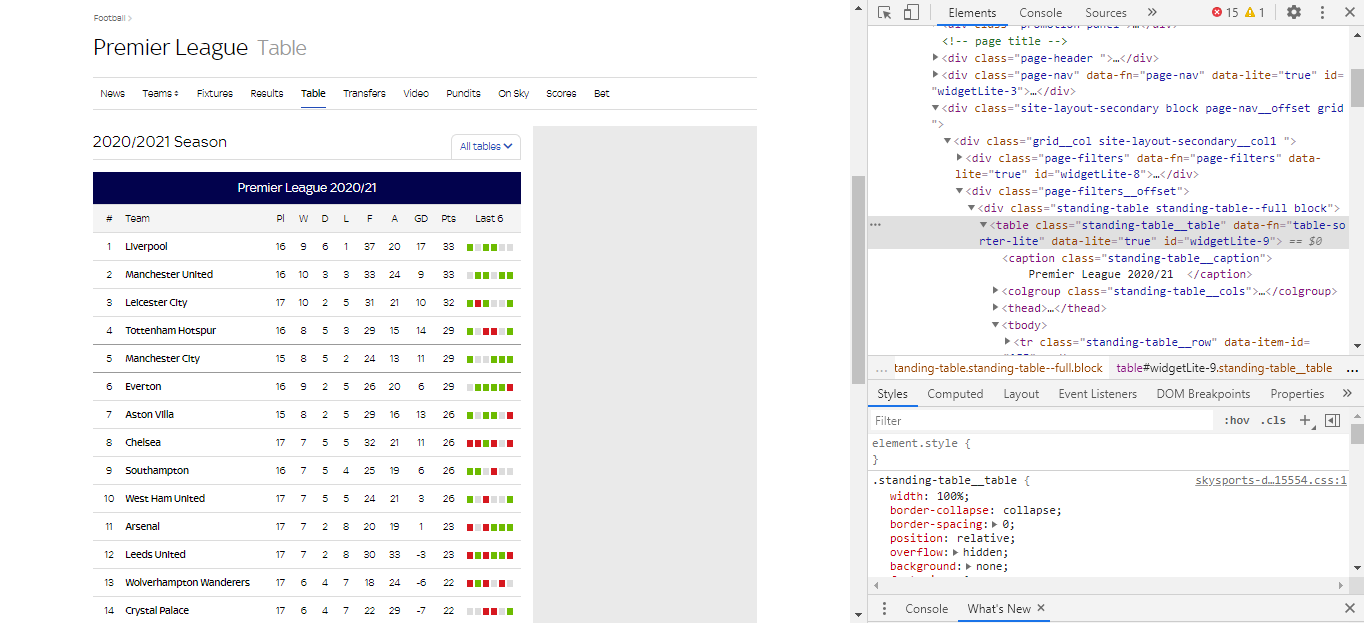 Football
Premier League Table
News Teams Fixtures Results Table Transfers Video Pundits On Sky Scores Bet
2020/2021 Season
All tables
Premier League 2020/21
# Team Pl W D L F A GD Pts Last 6
1 Liverpool 16 9 6 1 37 20 17 33
2 Manchester United 16 10 3 3 33 24 9 33
3 Leicester City 17 10 2 5 31 21 10 32
4 Tottenham Hotspur 16 8 5 3 29 15 14 29
5 Manchester City 15 8 5 2 24 13 11 29
6 Everton 16 9 2 5 26 20 6 29
7 Aston Villa 15 8 2 5 29 16 13 26
8 Chelsea 17 7 5 5 32 21 11 26
9 Southampton 16 7 5 4 25 19 6 26
10 West Ham United 17 7 5 5 24 21 3 26
11 Arsenal 17 7 2 8 20 19 1 23
12 Leeds United 17 7 2 8 30 33 -3 23
13 Wolverhampton Wanderers 17 6 4 7 18 24 -6 22
14 Crystal Palace 17 6 4 7 22 29 -7 22
Elements Console Sources » 15 1
<!-- page title -->
<div class="page-header ">…</div>
<div class="page-nav" data-fn="page-nav" data-lite="true" id=
"widgetLite-3">…</div>
<div class="site-layout-secondary block page-nav__offset grid
">
<div class="grid__col site-layout-secondary__col1 ">
<div class="page-filters" data-fn="page-filters" data-
lite="true" id="widgetLite-8">…</div>
<div class="page-filters__offset">
<div class="standing-table standing-table--full block">
… <table class="standing-table__table" data-fn="table-so
rter-lite" data-lite="true" id="widgetLite-9"> == $0
<caption class="standing-table__caption">
Premier League 2020/21 </caption>
<colgroup class="standing-table__cols">…</colgroup>
<thead>…</thead>
<tbody>
<tr class="standing-table__row" data-item-id=
… tanding-table.standing-table--full.block table#widgetLite-9.standing-table__table …
Styles Computed Layout Event Listeners DOM Breakpoints Properties »
Filter :hov .cls +
element.style {
}
.standing-table__table { skysports-d…15554.css:1
width: 100%;
border-collapse: collapse;
border-spacing: 0;
position: relative;
overflow: hidden;
background: none;
Console What's New ×